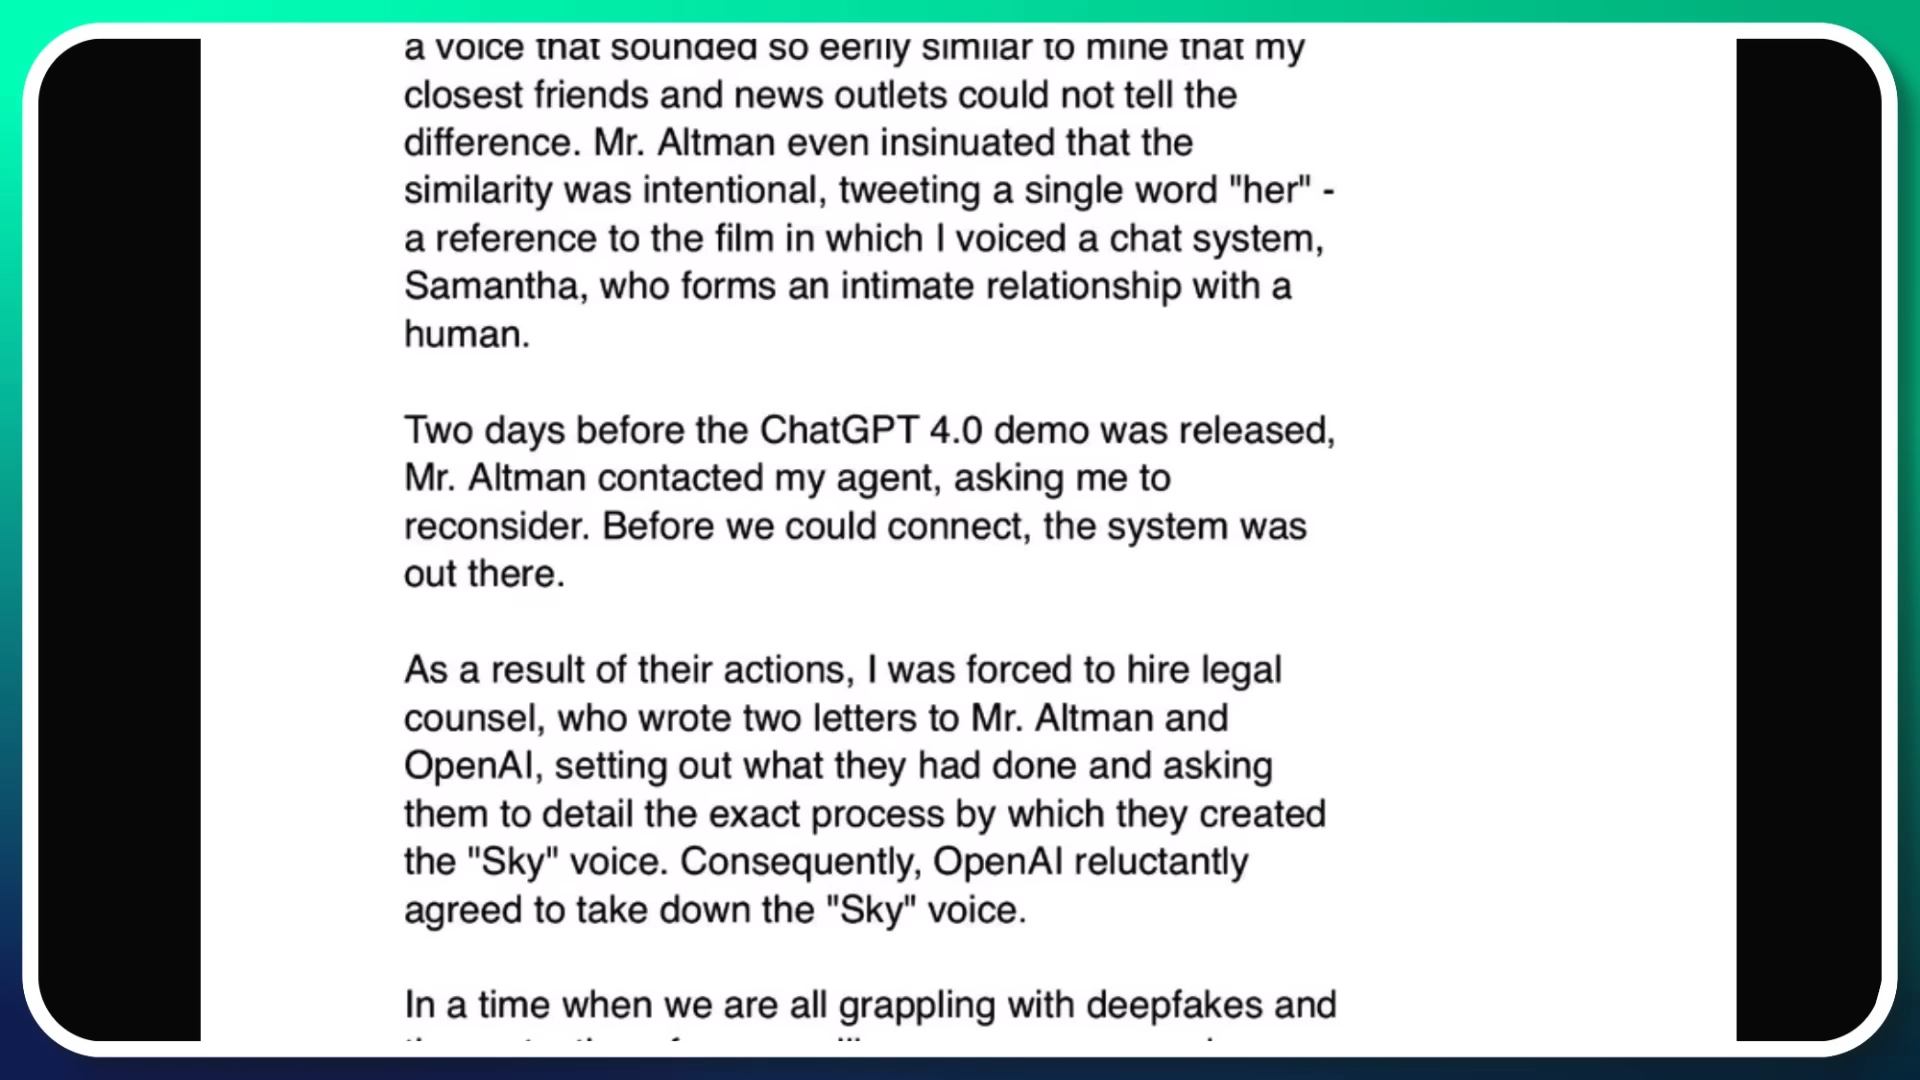 a voice that sounded so eerily similar to mine that my
closest friends and news outlets could not tell the
difference. Mr. Altman even insinuated that the
similarity was intentional, tweeting a single word "her" -
a reference to the film in which I voiced a chat system,
Samantha, who forms an intimate relationship with a
human.
Two days before the ChatGPT 4.0 demo was released,
Mr. Altman contacted my agent, asking me to
reconsider. Before we could connect, the system was
out there.
As a result of their actions, I was forced to hire legal
counsel, who wrote two letters to Mr. Altman and
OpenAI, setting out what they had done and asking
them to detail the exact process by which they created
the "Sky" voice. Consequently, OpenAI reluctantly
agreed to take down the "Sky" voice.
In a time when we are all grappling with deepfakes and